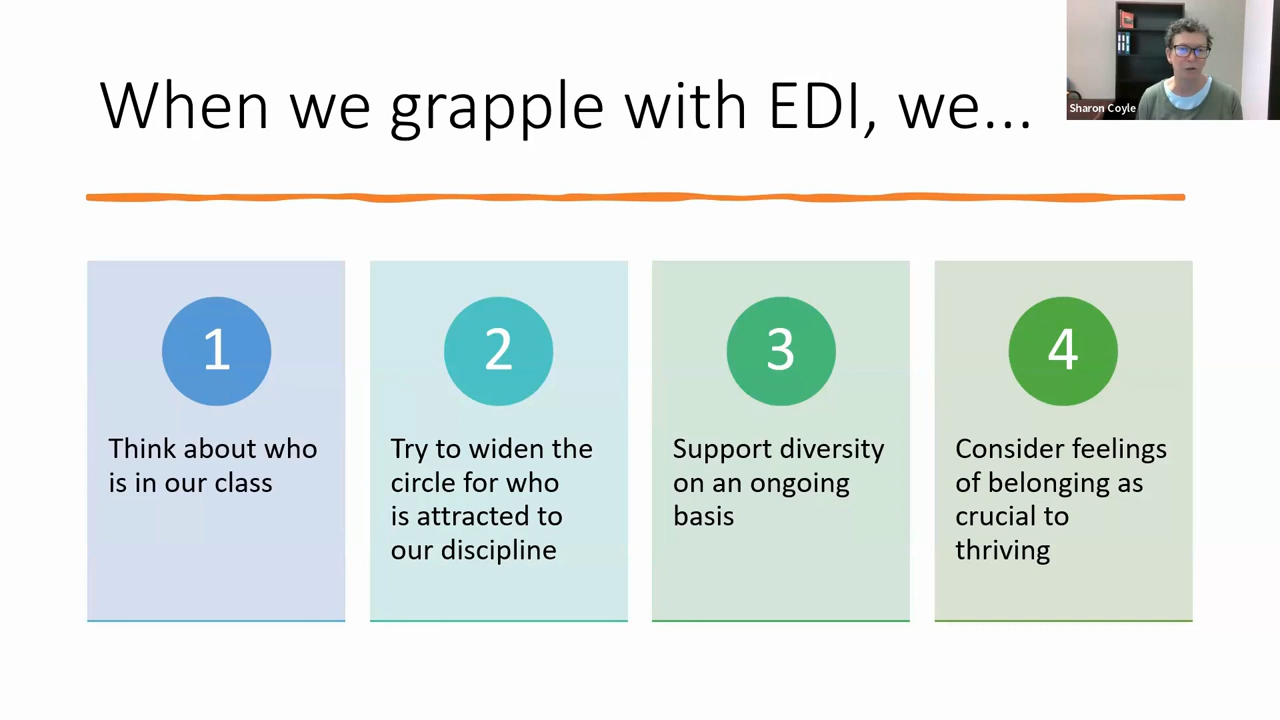 When we grapple with EDI, we...
Sharon Coyle
1
Think about who
is in our class
2
Try to widen the
circle for who
is attracted to
our discipline
3
Support diversity
on an ongoing
basis
4
Consider feelings
of belonging as
crucial to
thriving